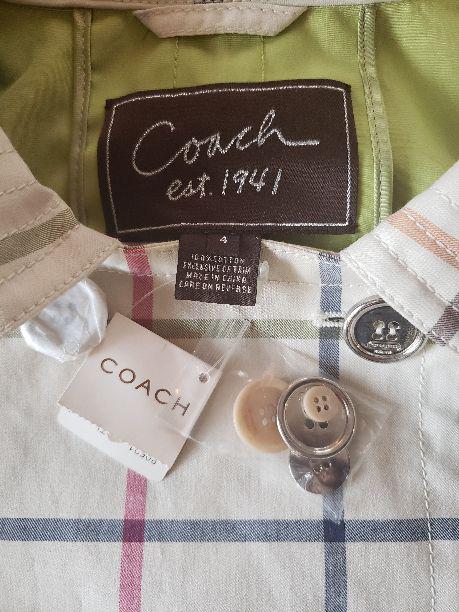 Coach
est. 1941
4
100% COTTON
EXCLUSIVE OF TRIM
MADE IN CHINA
CARE ON REVERSE
COACH